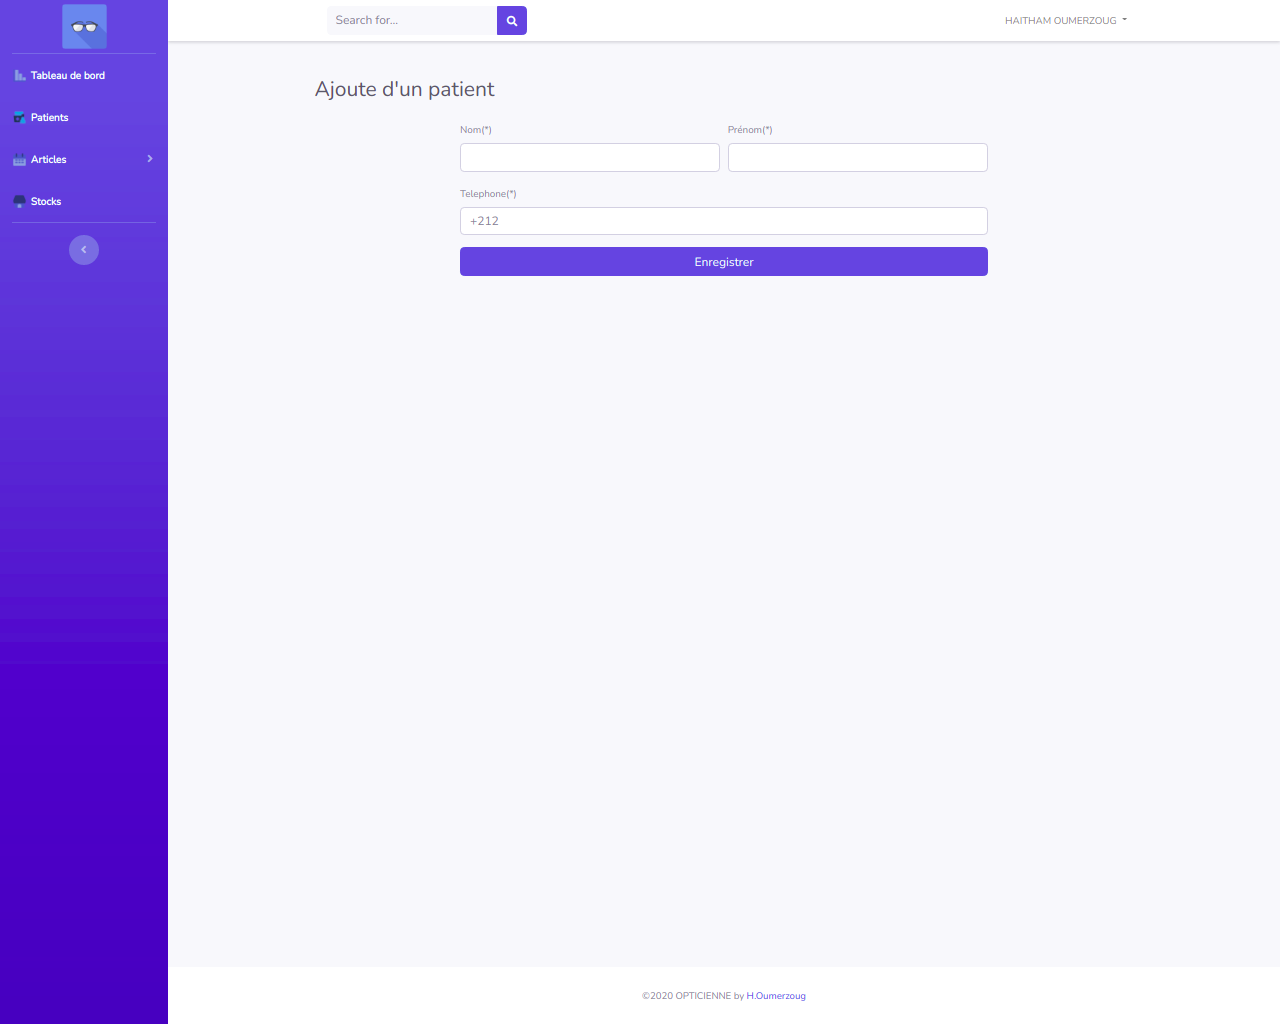 Search for...
HAITHAM OUMERZOUG
Tableau de bord
Patients
Articles
Stocks
Ajoute d'un patient
Nom(*)
Prénom(*)
Telephone(*)
+212
Enregistrer
©2020 OPTICIENNE by H.Oumerzoug